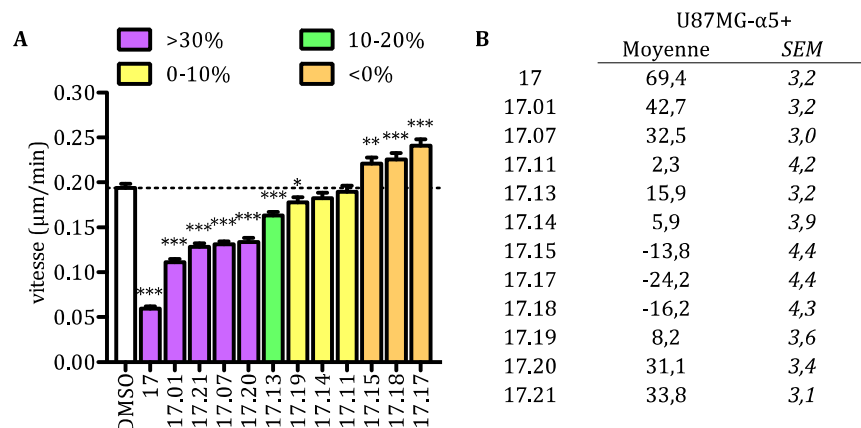 A
>30%
10-20%
0-10%
<0%
vitesse (µm/min)
0.30
0.25
0.20
0.15
0.10
0.05
0.00
***
***
***
***
***
***
*
**
***
***
DMSO
17
17.01
17.21
17.07
17.20
17.13
17.19
17.14
17.11
17.15
17.18
17.17
B
U87MG-α5+
Moyenne SEM
17 69,4 3,2
17.01 42,7 3,2
17.07 32,5 3,0
17.11 2,3 4,2
17.13 15,9 3,2
17.14 5,9 3,9
17.15 -13,8 4,4
17.17 -24,2 4,4
17.18 -16,2 4,3
17.19 8,2 3,6
17.20 31,1 3,4
17.21 33,8 3,1